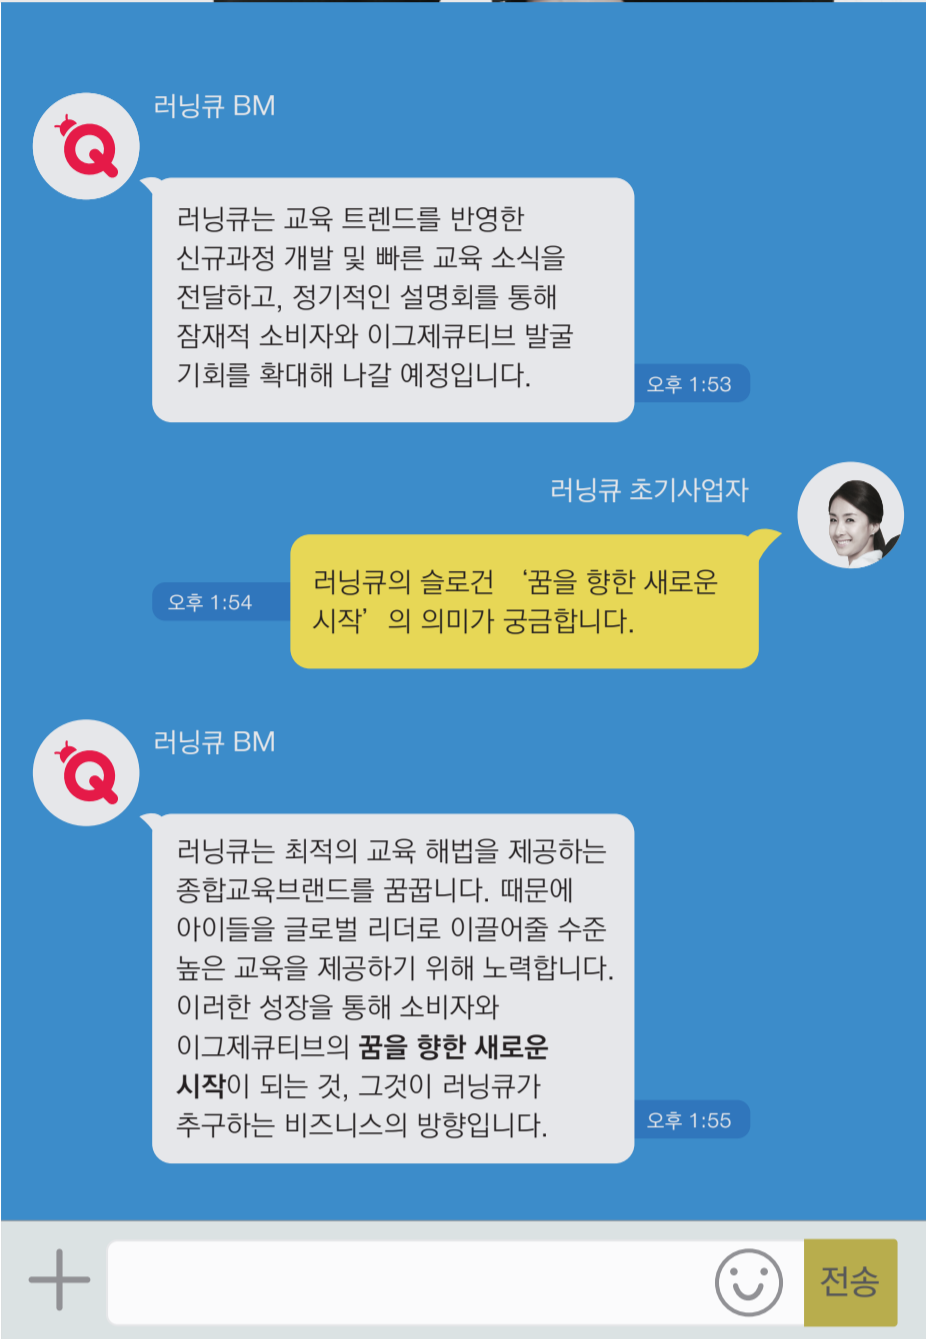 러닝큐 BM
러닝큐는 교육 트렌드를 반영한
신규과정 개발 및 빠른 교육 소식을
전달하고, 정기적인 설명회를 통해
잠재적 소비자와 이그제큐티브 발굴
기회를 확대해 나갈 예정입니다.
오후 1:53
러닝큐 초기사업자
러닝큐의 슬로건 ‘꿈을 향한 새로운
시작’의 의미가 궁금합니다.
오후 1:54
러닝큐 BM
러닝큐는 최적의 교육 해법을 제공하는
종합교육브랜드를 꿈꿉니다. 때문에
아이들을 글로벌 리더로 이끌어줄 수준
높은 교육을 제공하기 위해 노력합니다.
이러한 성장을 통해 소비자와
이그제큐티브의 꿈을 향한 새로운
시작이 되는 것, 그것이 러닝큐가
추구하는 비즈니스의 방향입니다.
오후 1:55
전송